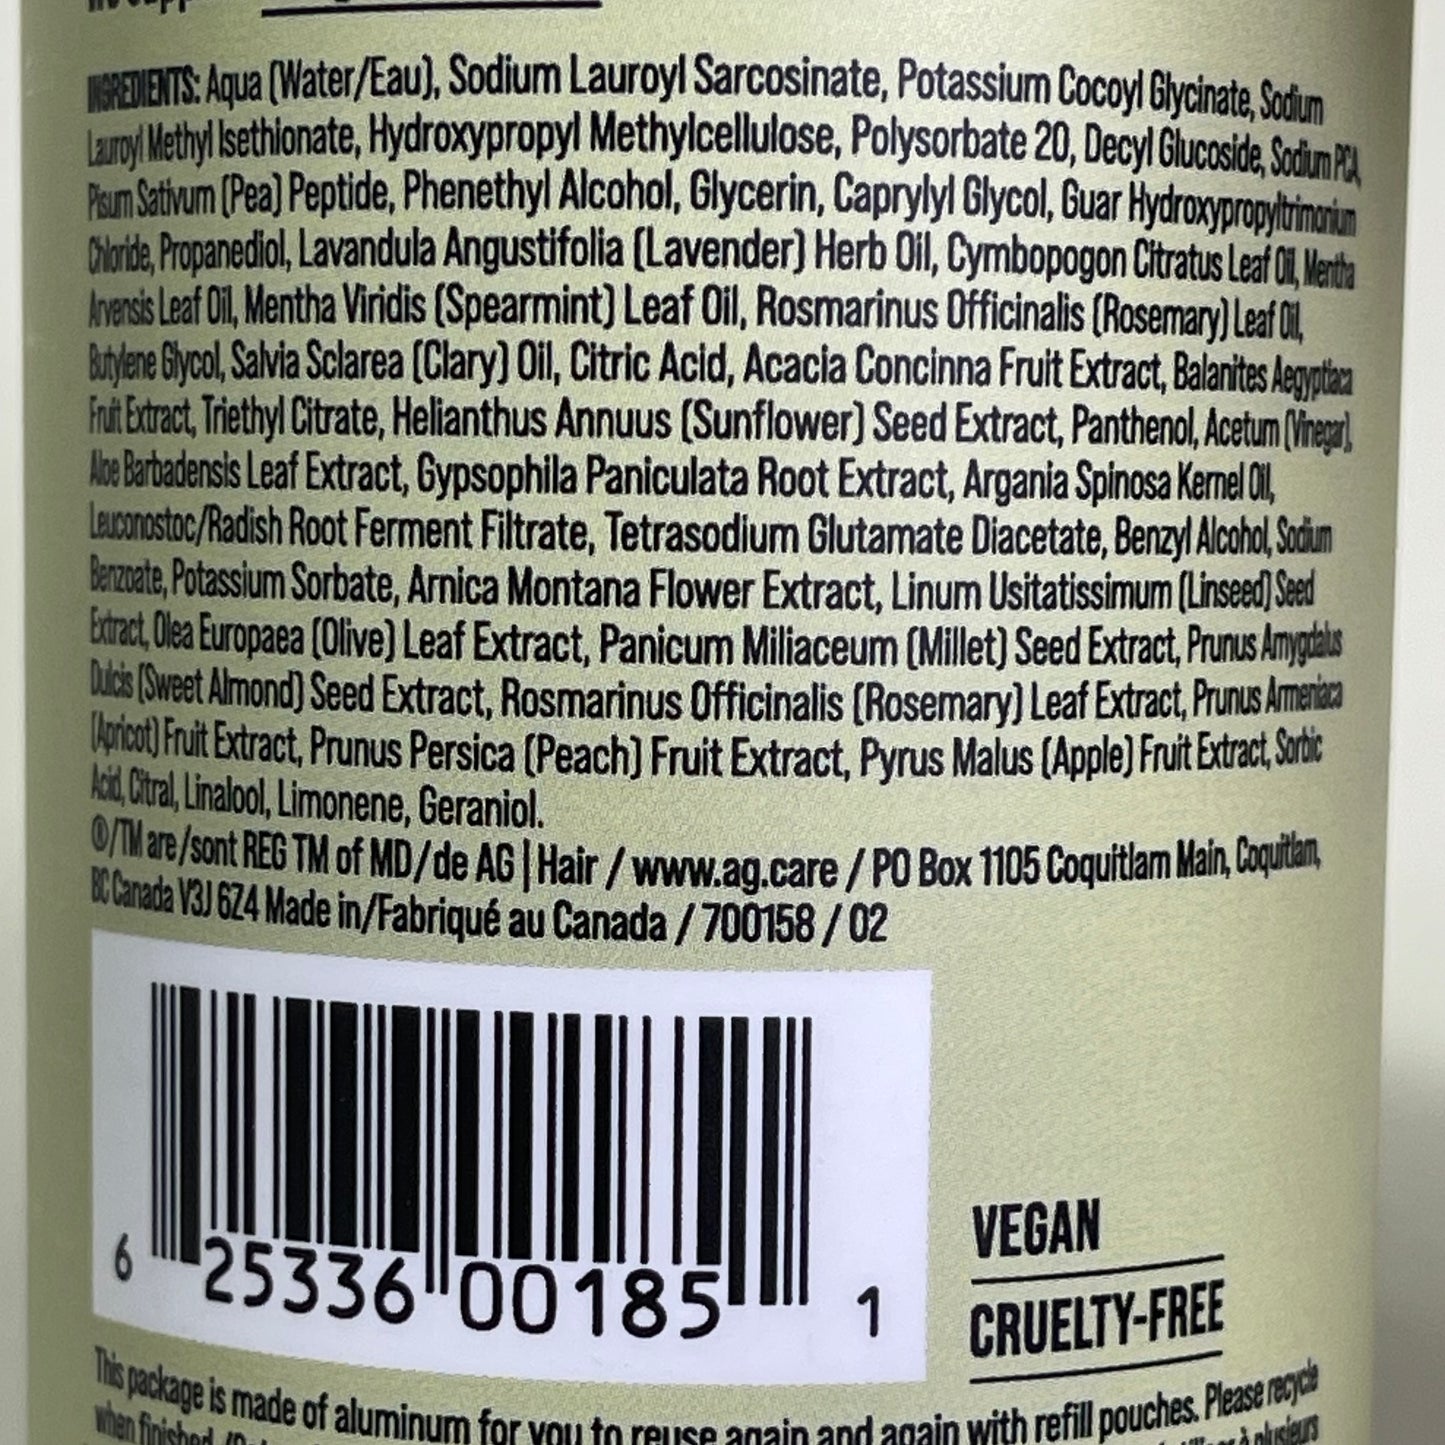 INGREDIENTS: Aqua (Water/Eau), Sodium Lauroyl Sarcosinate, Potassium Cocoyl Glycinate, Sodium
Lauroyl Methyl Isethionate, Hydroxypropyl Methylcellulose, Polysorbate 20, Decyl Glucoside, Sodium PCA,
Pisum Sativum (Pea) Peptide, Phenethyl Alcohol, Glycerin, Caprylyl Glycol, Guar Hydroxypropyltrimonium
Chloride, Propanediol, Lavandula Angustifolia (Lavender) Herb Oil, Cymbopogon Citratus Leaf Oil, Mentha
Arvensis Leaf Oil, Mentha Viridis (Spearmint) Leaf Oil, Rosmarinus Officinalis (Rosemary) Leaf Oil,
Butylene Glycol, Salvia Sclarea (Clary) Oil, Citric Acid, Acacia Concinna Fruit Extract, Balanites Aegyptiaca
Fruit Extract, Triethyl Citrate, Helianthus Annuus (Sunflower) Seed Extract, Panthenol, Acetum (Vinegar),
Aloe Barbadensis Leaf Extract, Gypsophila Paniculata Root Extract, Argania Spinosa Kernel Oil,
Leuconostoc/Radish Root Ferment Filtrate, Tetrasodium Glutamate Diacetate, Benzyl Alcohol, Sodium
Benzoate, Potassium Sorbate, Arnica Montana Flower Extract, Linum Usitatissimum (Linseed) Seed
Extract, Olea Europaea (Olive) Leaf Extract, Panicum Miliaceum (Millet) Seed Extract, Prunus Amygdalus
Dulcis (Sweet Almond) Seed Extract, Rosmarinus Officinalis (Rosemary) Leaf Extract, Prunus Armeniaca
(Apricot) Fruit Extract, Prunus Persica (Peach) Fruit Extract, Pyrus Malus (Apple) Fruit Extract, Sorbic
Acid, Citral, Linalool, Limonene, Geraniol.
®/TM are/sont REG TM of MD/de AG | Hair / www.ag.care / PO Box 1105 Coquitlam Main, Coquitlam,
BC Canada V3J 6Z4 Made in/Fabriqué au Canada / 700158 / 02
6 25336 00185 1
VEGAN
CRUELTY-FREE
This package is made of aluminum for you to reuse again and again with refill pouches. Please recycle
when finished. à plusieurs